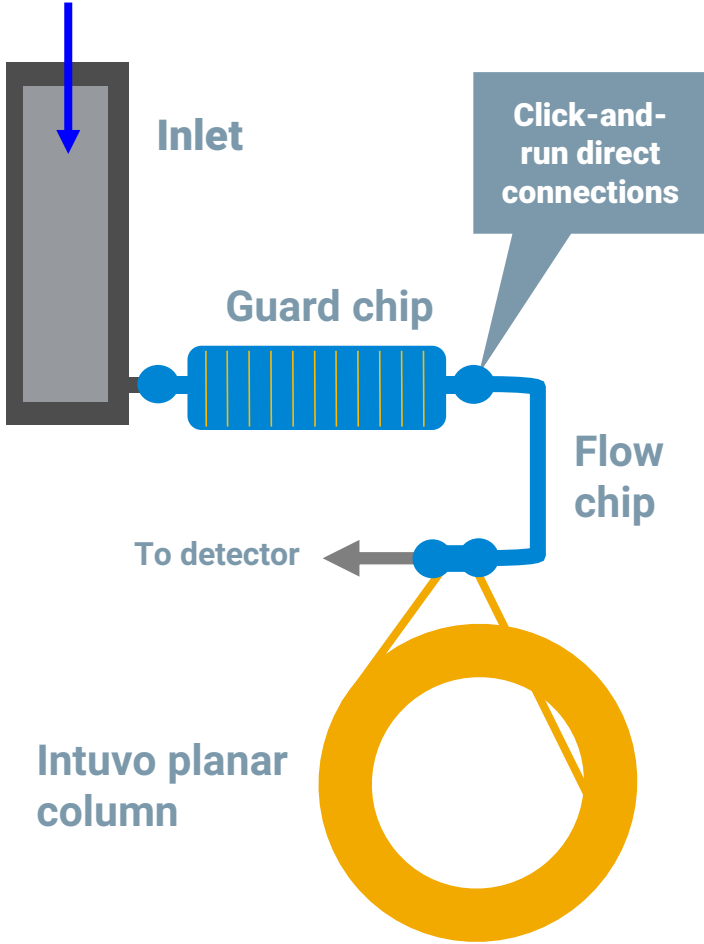 Inlet
Click-and-
run direct
connections
Guard chip
Flow
chip
To detector
Intuvo planar
column